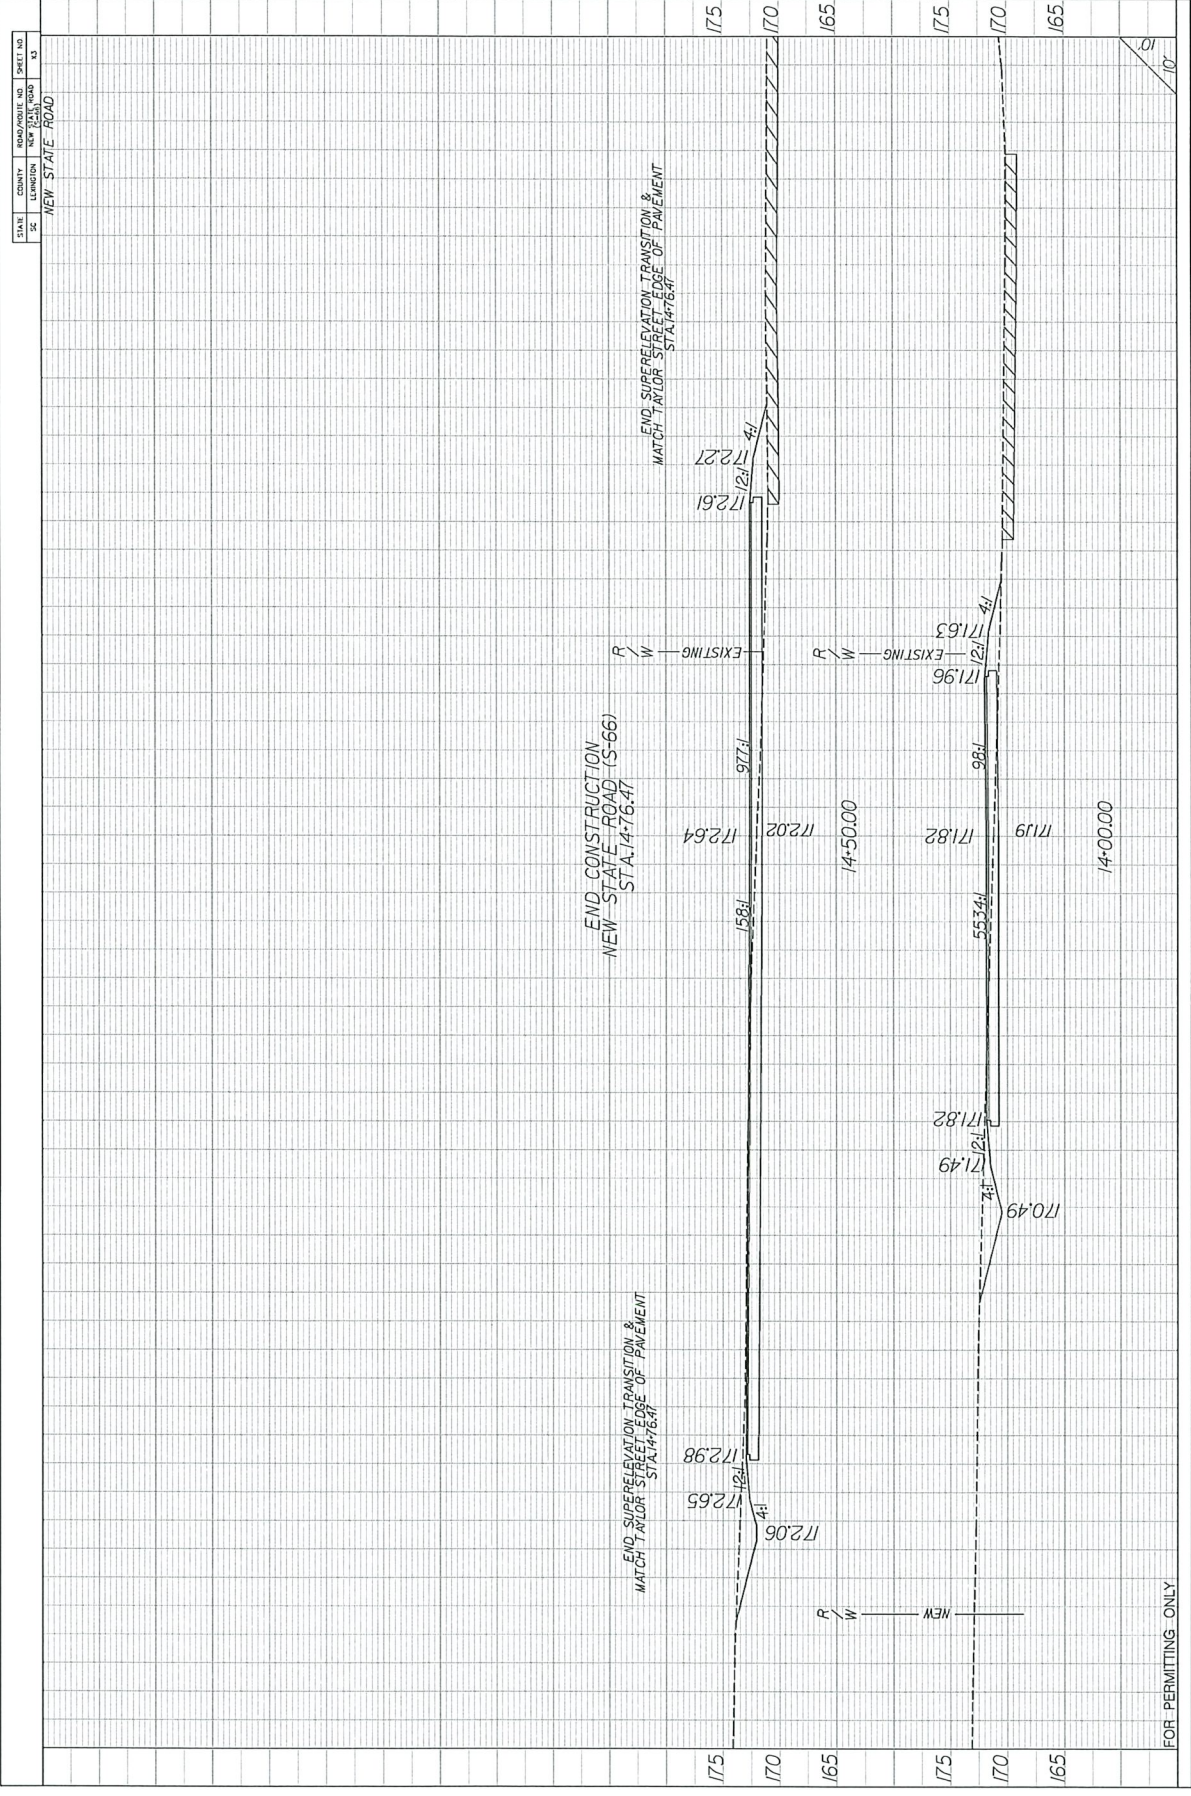 STATE COUNTY ROAD/ROUTE NO. SHEET NO.
SC LEXINGTON NEW STATE ROAD (S-66) X3
NEW STATE ROAD
END SUPERELEVATION TRANSITION &
MATCH TAYLOR STREET EDGE OF PAVEMENT
STA.14+76.47
END CONSTRUCTION
NEW STATE ROAD (S-66)
STA.14+76.47
END SUPERELEVATION TRANSITION &
MATCH TAYLOR STREET EDGE OF PAVEMENT
STA.14+76.47
R/W EXISTING
175 175
170 170
165 165
172.06
4:1
172.65
12:1
172.98
158:1
172.64
172.02
977:1
172.61
12:1
172.27
4:1
14+50.00
R/W NEW
R/W EXISTING
175 175
170 170
165 165
170.49
4:1
171.49
12:1
171.82
5534:1
171.82
171.19
98:1
171.96
12:1
171.63
4:1
14+00.00
10'
10'
FOR PERMITTING ONLY